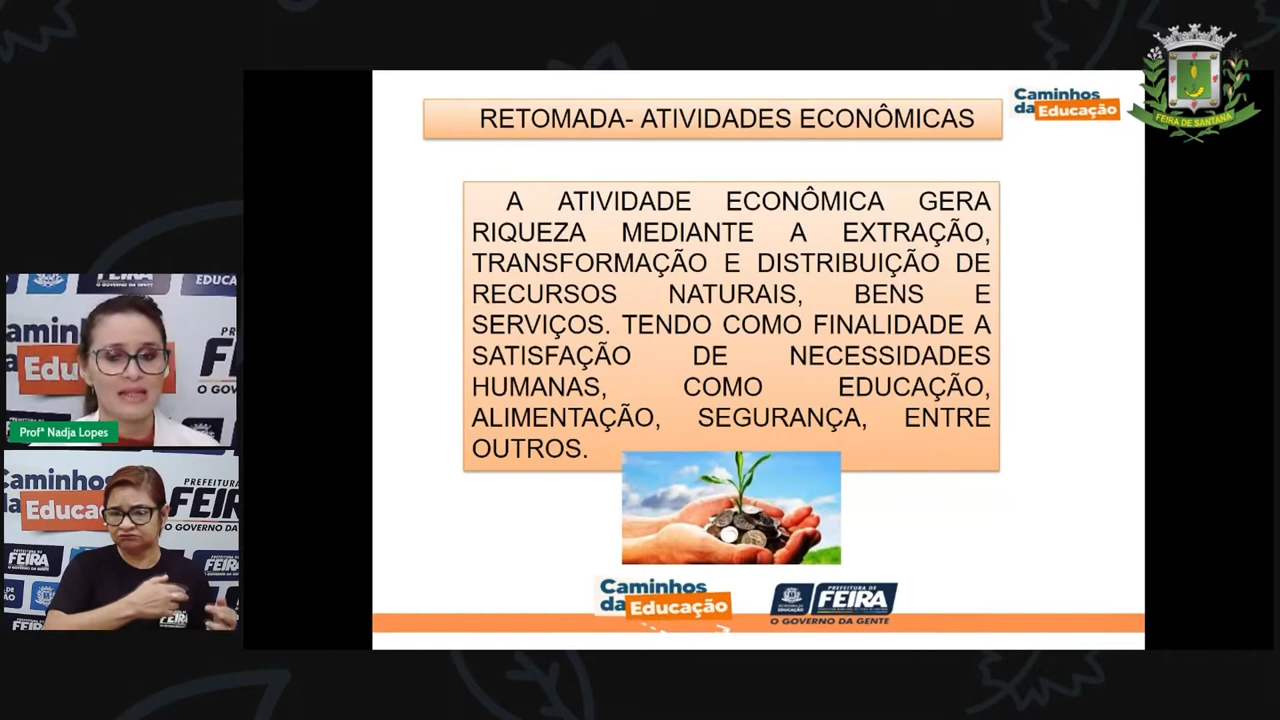 RETOMADA- ATIVIDADES ECONÔMICAS
Caminhos
da Educação
FEIRA DE SANTANA
A ATIVIDADE ECONÔMICA GERA
RIQUEZA MEDIANTE A EXTRAÇÃO,
TRANSFORMAÇÃO E DISTRIBUIÇÃO DE
RECURSOS NATURAIS, BENS E
SERVIÇOS. TENDO COMO FINALIDADE A
SATISFAÇÃO DE NECESSIDADES
HUMANAS, COMO EDUCAÇÃO,
ALIMENTAÇÃO, SEGURANÇA, ENTRE
OUTROS.
Caminhos
da Educação
PREFEITURA DE
FEIRA
EDUCAÇÃO
O GOVERNO DA GENTE
Profª Nadja Lopes
O GOVERNO DA GENTE
PREFEITURA
FEIRA
O GOVERNO DA
Caminhos
da Educa
FEIRA
FEIRA